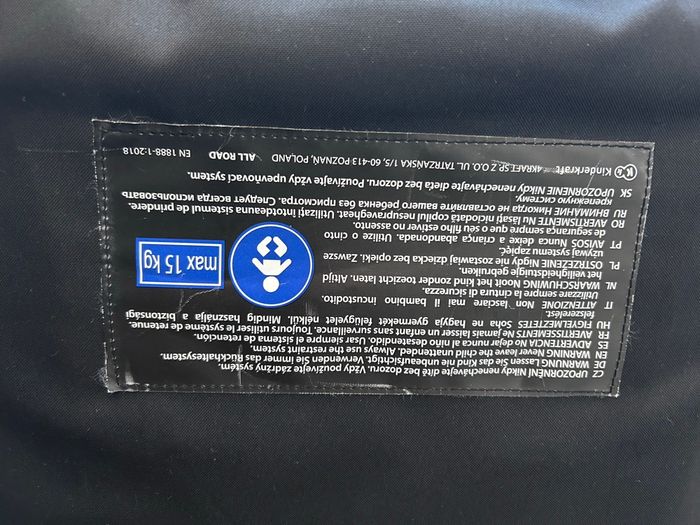 CZ UPOZORNĚNÍ Nikdy nenechávejte bez dítě bez dozoru. Vždy používejte zádržný systém.
DE WARNUNG Lassen Sie das Kind nie unbeaufsichtigt. Verwenden Sie immer das Rückhaltesystem.
EN WARNING Never leave the child unattended. Always use the restraint system.
ES ADVERTENCIA No dejar nunca al niño desatendido. Usar siempre el sistema de retención.
FR AVERTISSEMENTS Ne jamais laisser un enfant sans surveillance. Toujours utiliser le système de retenue.
HU FIGYELMEZTETÉS Soha ne hagyja gyermekét felügyelet nélkül. Mindig használja a biztonsági
felszerelést.
IT ATTENZIONE Non lasciare mai il bambino incustodito.
Utilizzare sempre la cintura di sicurezza.
NL WAARSCHUWING Het kind nooit zonder toezicht laten. Altijd
het veiligheidstuigje gebruiken.
PL OSTRZEŻENIE Nigdy nie zostawiaj dziecka bez opieki. Zawsze
używaj systemu zapięć.
PT AVISOS Nunca deixe a criança abandonada. Utilize o cinto
de segurança sempre que o seu filho estiver no assento.
RO AVERTISMENTE NU lăsați niciodată copilul nesupravegheat. Utilizați întotdeauna sistemul de prindere.
RU ВНИМАНИЕ Никогда не оставляйте вашего ребенка без присмотра. Следует всегда использовать
крепежную систему.
SK UPOZORNENIE Nikdy nenechávajte dieťa bez dozoru. Používajte vždy upevňovací systém.
max 15 kg
Kinderkraft 4KRAFT SP. Z O.O. UL. TATRZAŃSKA 1/5, 60-413 POZNAŃ, POLAND ALL ROAD EN 1888-1:2018